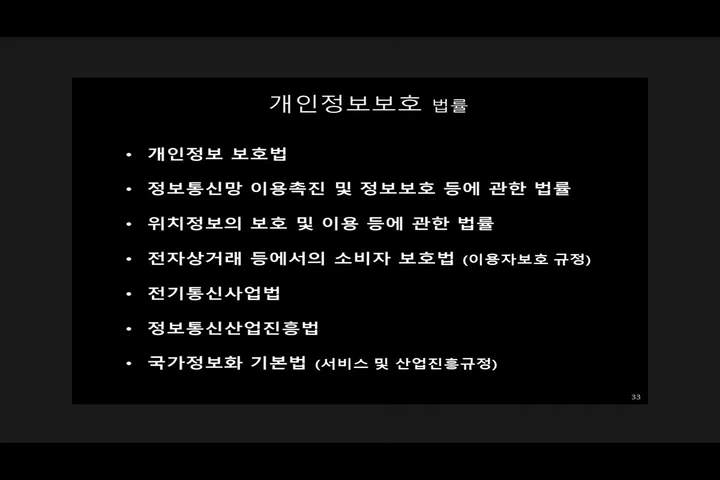 개인정보보호 법률
• 개인정보 보호법
• 정보통신망 이용촉진 및 정보보호 등에 관한 법률
• 위치정보의 보호 및 이용 등에 관한 법률
• 전자상거래 등에서의 소비자 보호법 (이용자보호 규정)
• 전기통신사업법
• 정보통신산업진흥법
• 국가정보화 기본법 (서비스 및 산업진흥규정)
33